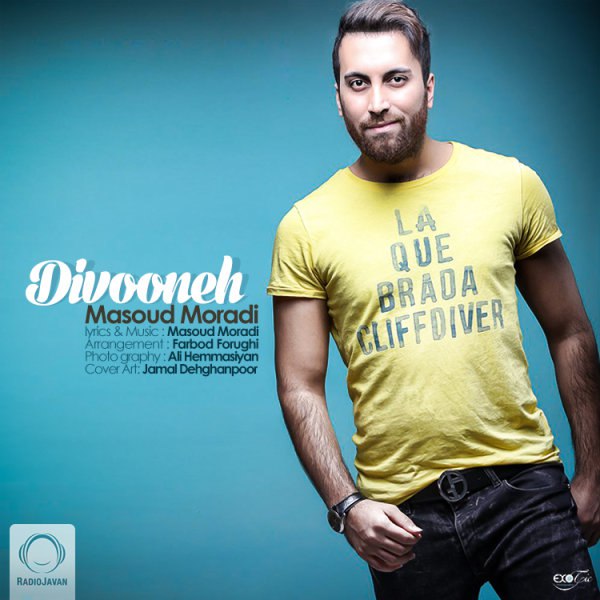 Divooneh
Masoud Moradi
lyrics & Music : Masoud Moradi
Arrangement : Farbod Forughi
Photo graphy : Ali Hemmasiyan
Cover Art: Jamal Dehghanpoor
LA
QUE
BRADA
CLIFFDIVER
RADIOJAVAN
EXOTic